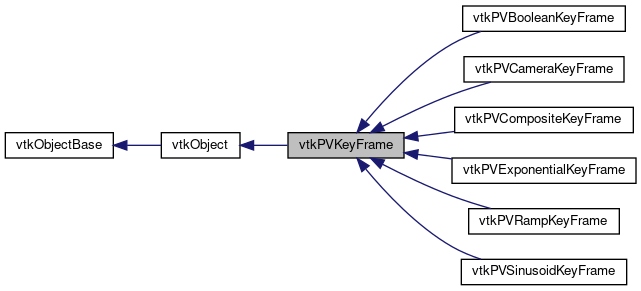 vtkPVBooleanKeyFrame
vtkPVCameraKeyFrame
vtkPVCompositeKeyFrame
vtkObjectBase
vtkObject
vtkPVKeyFrame
vtkPVExponentialKeyFrame
vtkPVRampKeyFrame
vtkPVSinusoidKeyFrame